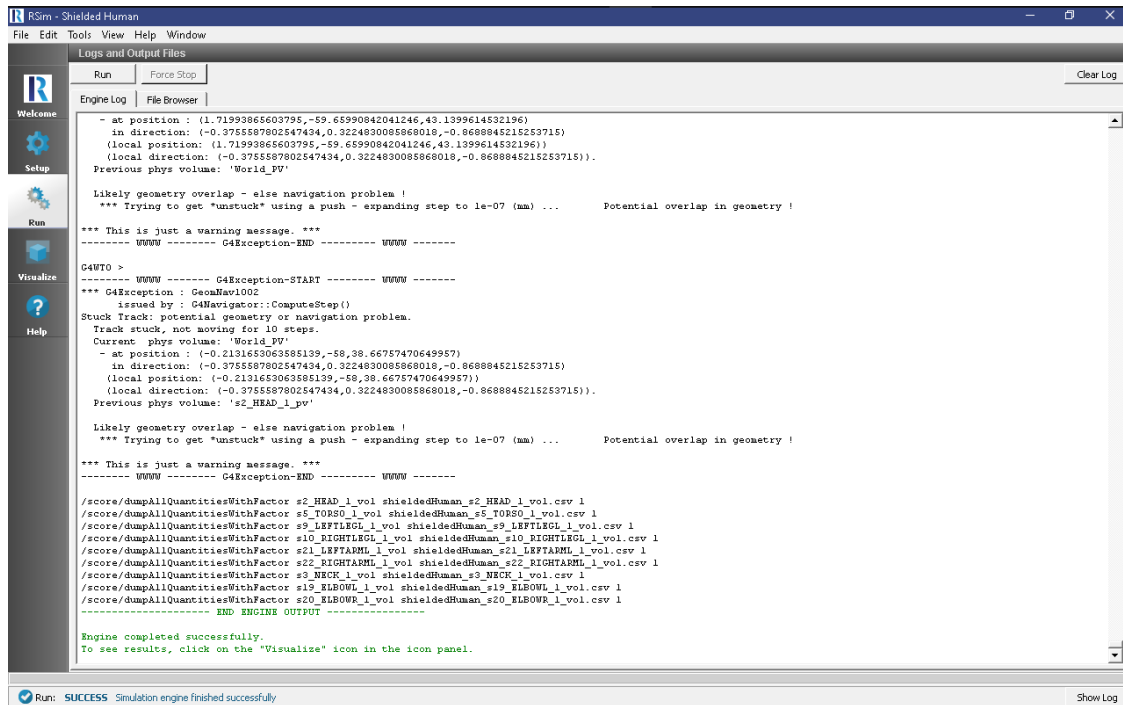 RSim - Shielded Human
File Edit Tools View Help Window
Logs and Output Files
Run Force Stop Clear Log
Engine Log File Browser
Welcome
Setup
Run
Visualize
Help
- at position : (1.71993865603795,-59.65990842041246,43.1399614532196)
in direction: (-0.3755587802547434,0.3224830085868018,-0.8688845215253715)
(local position: (1.71993865603795,-59.65990842041246,43.1399614532196))
(local direction: (-0.3755587802547434,0.3224830085868018,-0.8688845215253715)).
Previous phys volume: 'World_PV'
Likely geometry overlap - else navigation problem !
*** Trying to get *unstuck* using a push - expanding step to 1e-07 (mm) ... Potential overlap in geometry !
*** This is just a warning message. ***
-------- WWWW -------- G4Exception-END --------- WWWW -------
G4WT0 >
-------- WWWW ------- G4Exception-START -------- WWWW -------
*** G4Exception : GeomNav1002
issued by : G4Navigator::ComputeStep()
Stuck Track: potential geometry or navigation problem.
Track stuck, not moving for 10 steps.
Current phys volume: 'World_PV'
- at position : (-0.2131653063585139,-58,38.66757470649957)
in direction: (-0.3755587802547434,0.3224830085868018,-0.8688845215253715)
(local position: (-0.2131653063585139,-58,38.66757470649957))
(local direction: (-0.3755587802547434,0.3224830085868018,-0.8688845215253715)).
Previous phys volume: 's2_HEAD_1_pv'
Likely geometry overlap - else navigation problem !
*** Trying to get *unstuck* using a push - expanding step to 1e-07 (mm) ... Potential overlap in geometry !
*** This is just a warning message. ***
-------- WWWW -------- G4Exception-END --------- WWWW -------
/score/dumpAllQuantitiesWithFactor s2_HEAD_1_vol shieldedHuman_s2_HEAD_1_vol.csv 1
/score/dumpAllQuantitiesWithFactor s5_TORSO_1_vol shieldedHuman_s5_TORSO_1_vol.csv 1
/score/dumpAllQuantitiesWithFactor s9_LEFTLEGL_1_vol shieldedHuman_s9_LEFTLEGL_1_vol.csv 1
/score/dumpAllQuantitiesWithFactor s10_RIGHTLEGL_1_vol shieldedHuman_s10_RIGHTLEGL_1_vol.csv 1
/score/dumpAllQuantitiesWithFactor s21_LEFTARML_1_vol shieldedHuman_s21_LEFTARML_1_vol.csv 1
/score/dumpAllQuantitiesWithFactor s22_RIGHTARML_1_vol shieldedHuman_s22_RIGHTARML_1_vol.csv 1
/score/dumpAllQuantitiesWithFactor s3_NECK_1_vol shieldedHuman_s3_NECK_1_vol.csv 1
/score/dumpAllQuantitiesWithFactor s19_ELBOWL_1_vol shieldedHuman_s19_ELBOWL_1_vol.csv 1
/score/dumpAllQuantitiesWithFactor s20_ELBOWR_1_vol shieldedHuman_s20_ELBOWR_1_vol.csv 1
--------------------- END ENGINE OUTPUT ----------------
Engine completed successfully.
To see results, click on the "Visualize" icon in the icon panel.
Run: SUCCESS Simulation engine finished successfully Show Log